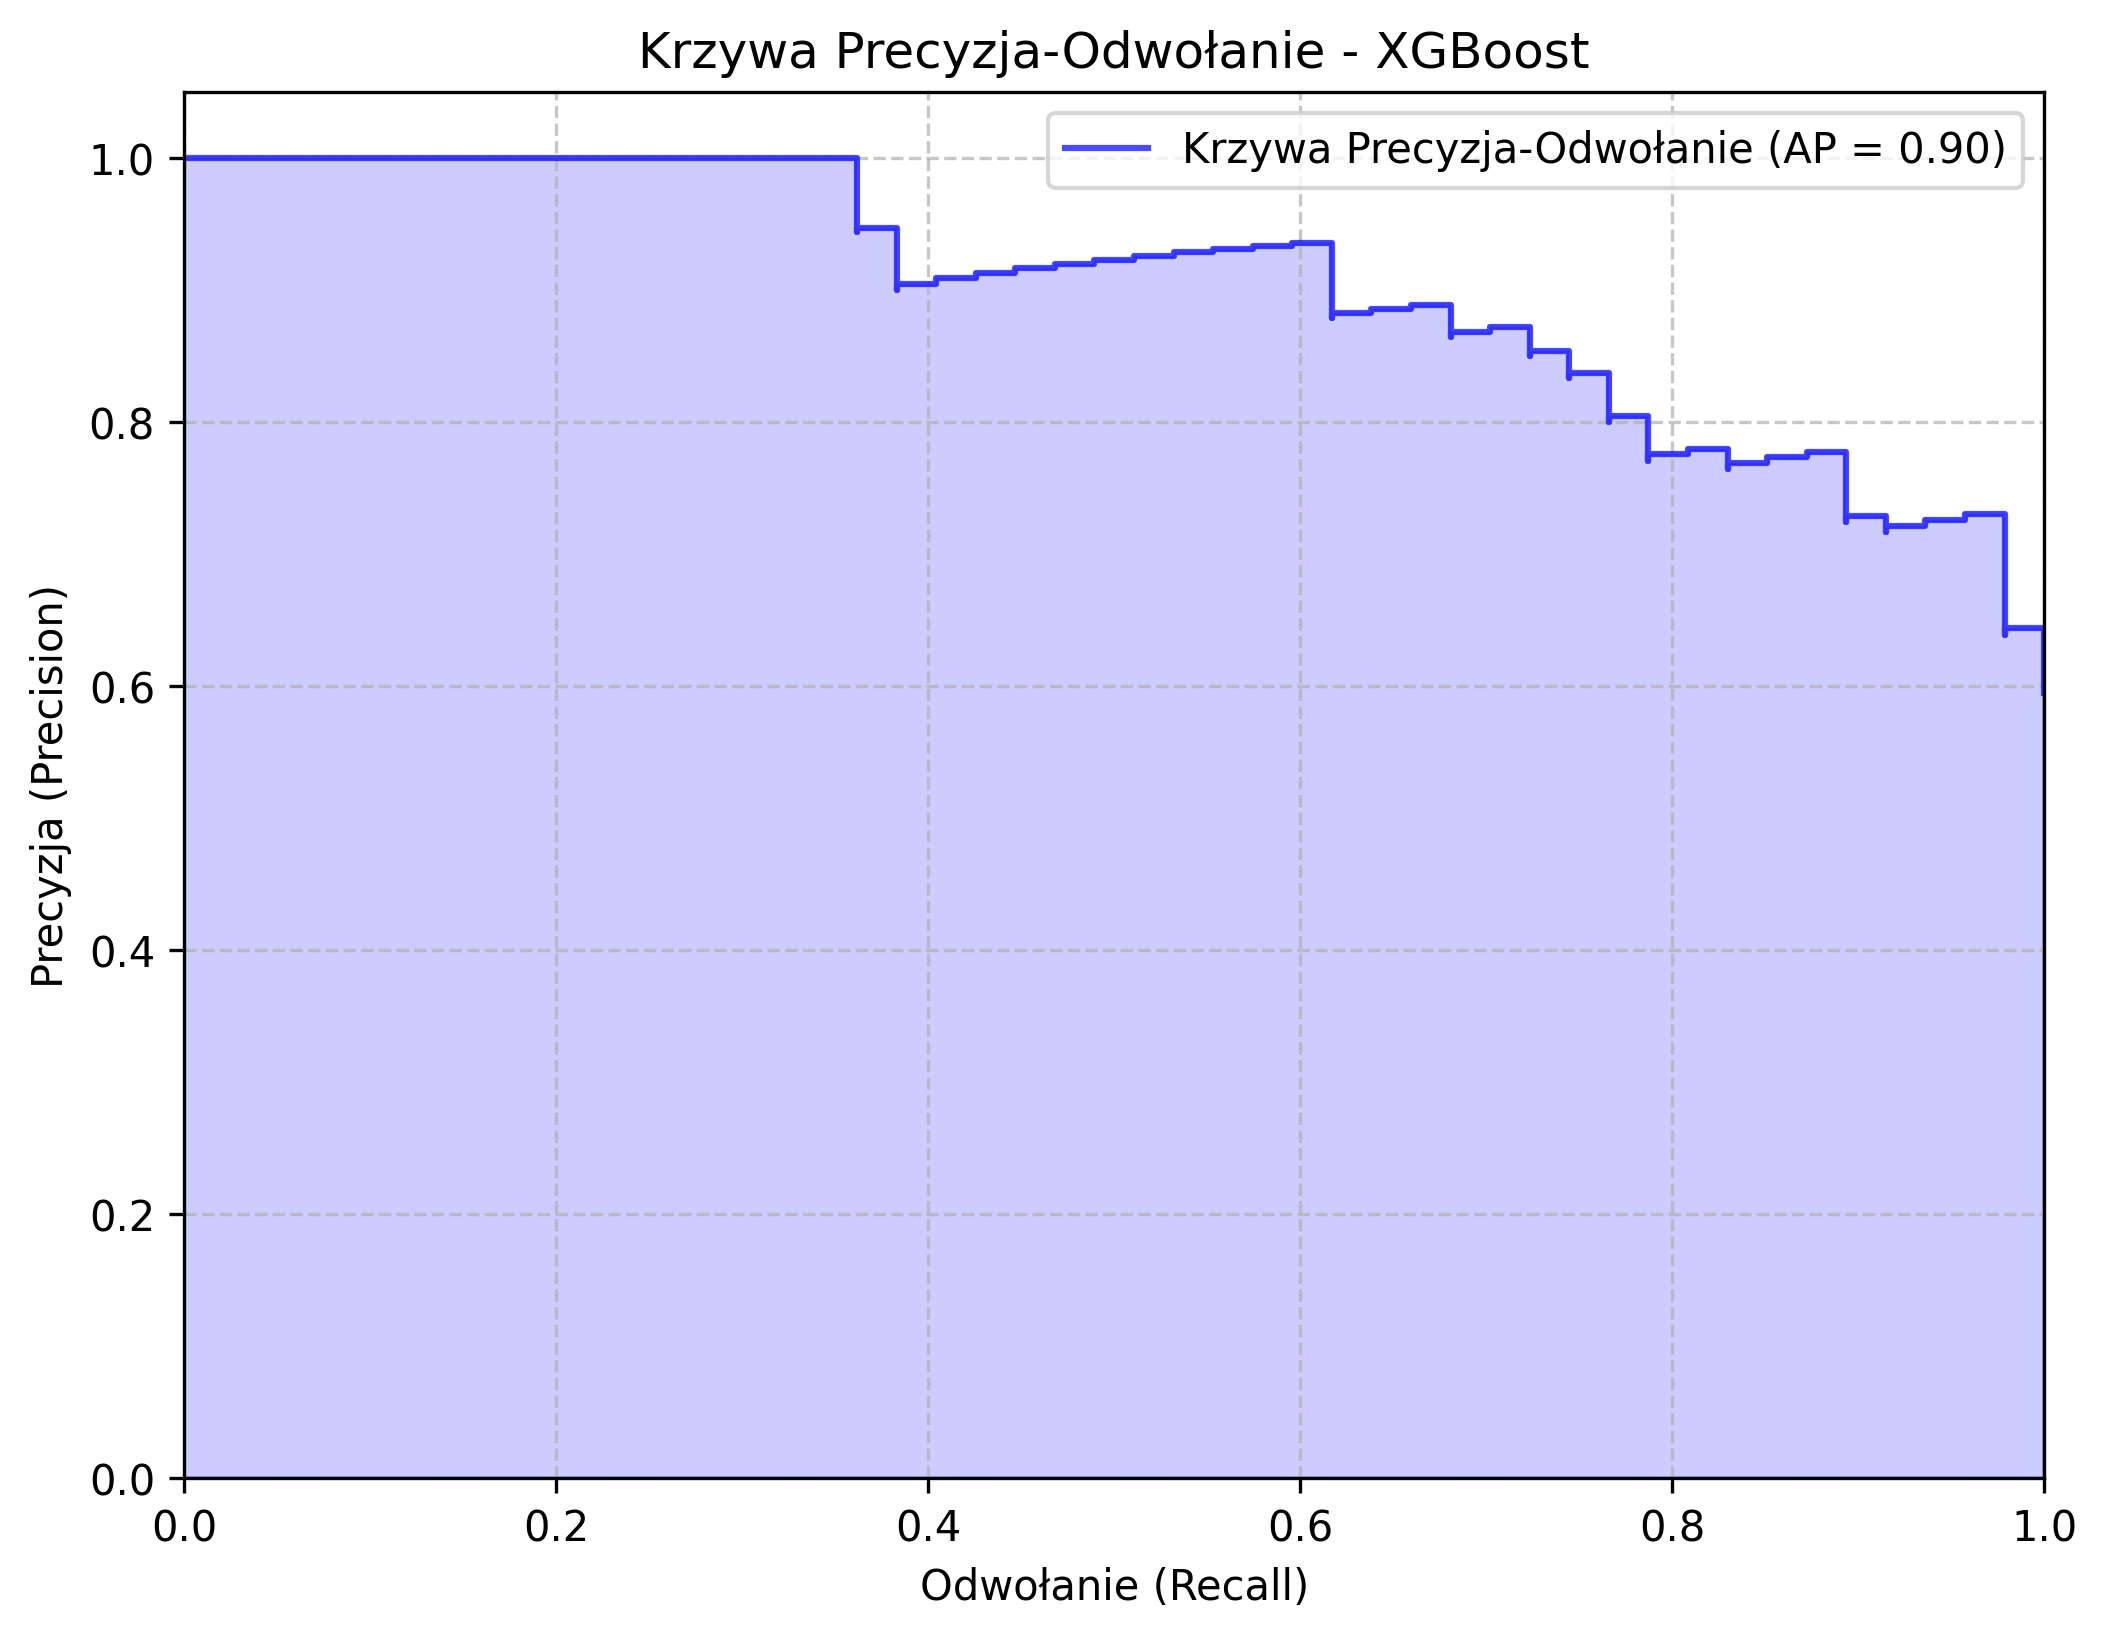 Krzywa Precyzja-Odwołanie - XGBoost
Krzywa Precyzja-Odwołanie (AP = 0.90)
Precyzja (Precision)
1.0
0.8
0.6
0.4
0.2
0.0
0.0 0.2 0.4 0.6 0.8 1.0
Odwołanie (Recall)